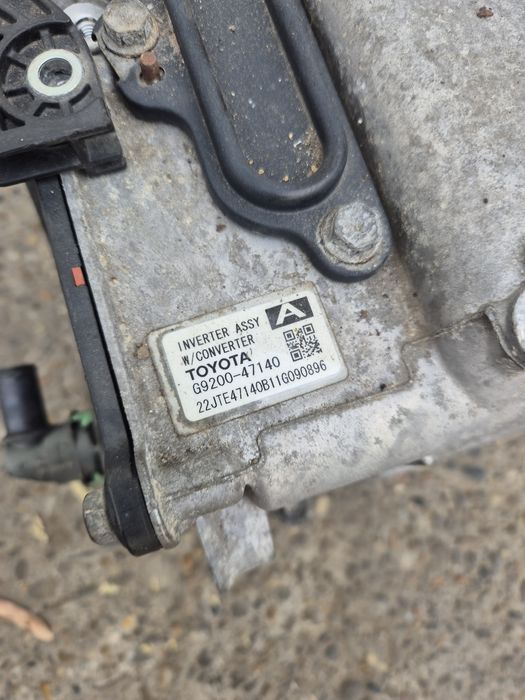 INVERTER ASSY
W/CONVERTER
A
TOYOTA
G9200-47140
22JTE47140B11G090896